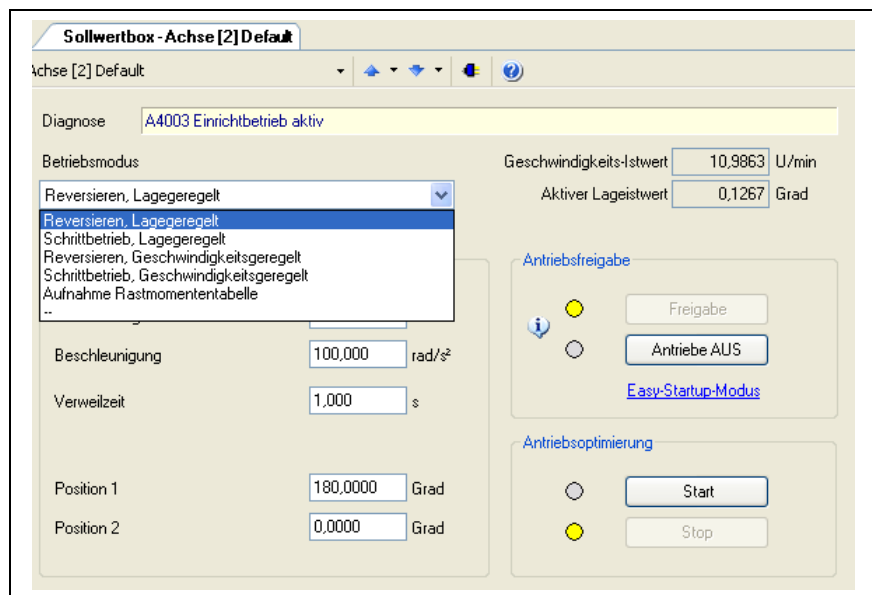 Sollwertbox - Achse [2] Default
Achse [2] Default
Diagnose A4003 Einrichtbetrieb aktiv
Betriebsmodus
Reversieren, Lagegeregelt
Reversieren, Lagegeregelt
Schrittbetrieb, Lagegeregelt
Reversieren, Geschwindigkeitsgeregelt
Schrittbetrieb, Geschwindigkeitsgeregelt
Aufnahme Rastmomententabelle
--
Beschleunigung 100,000 rad/s²
Verweilzeit 1,000 s
Position 1 180,0000 Grad
Position 2 0,0000 Grad
Geschwindigkeits-Istwert 10,9863 U/min
Aktiver Lageistwert 0,1267 Grad
Antriebsfreigabe
Freigabe
Antriebe AUS
Easy-Startup-Modus
Antriebsoptimierung
Start
Stop